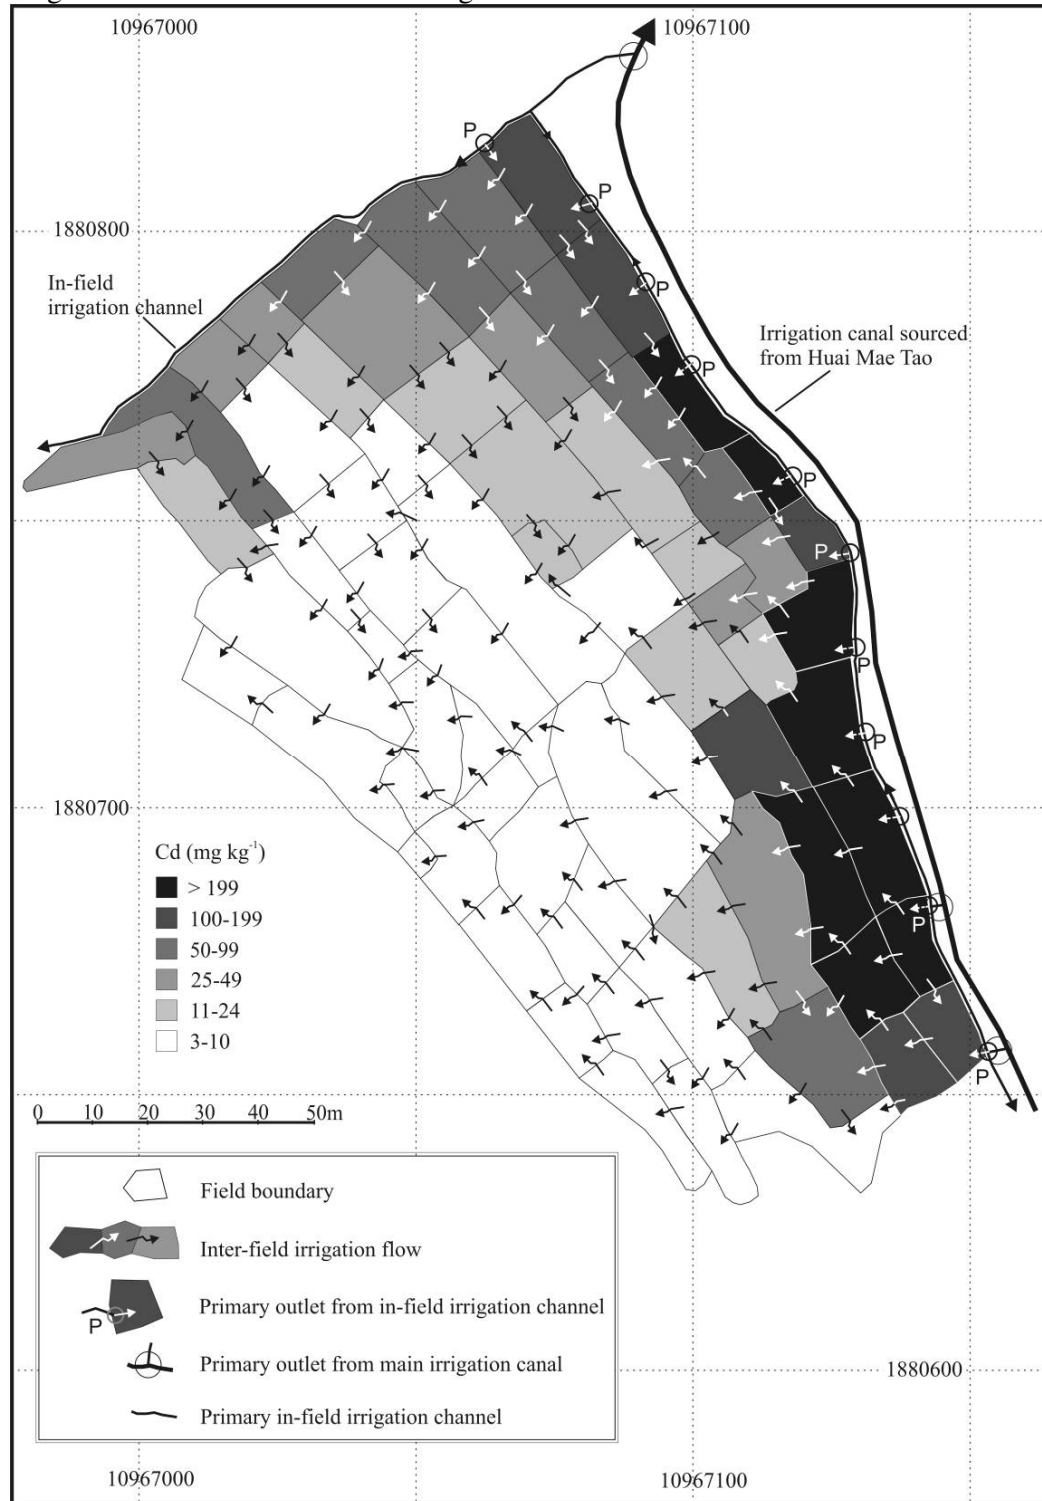 10967000
10967100
P
P
1880800
P
In-field
irrigation channel
Irrigation canal sourced
from Huai Mae Tao
P
P
P
P
P
1880700
Cd (mg kg⁻¹)
> 199
100-199
50-99
25-49
11-24
3-10
P
P
0 10 20 30 40 50m
Field boundary
Inter-field irrigation flow
Primary outlet from in-field irrigation channel
P
Primary outlet from main irrigation canal
1880600
Primary in-field irrigation channel
10967000
10967100